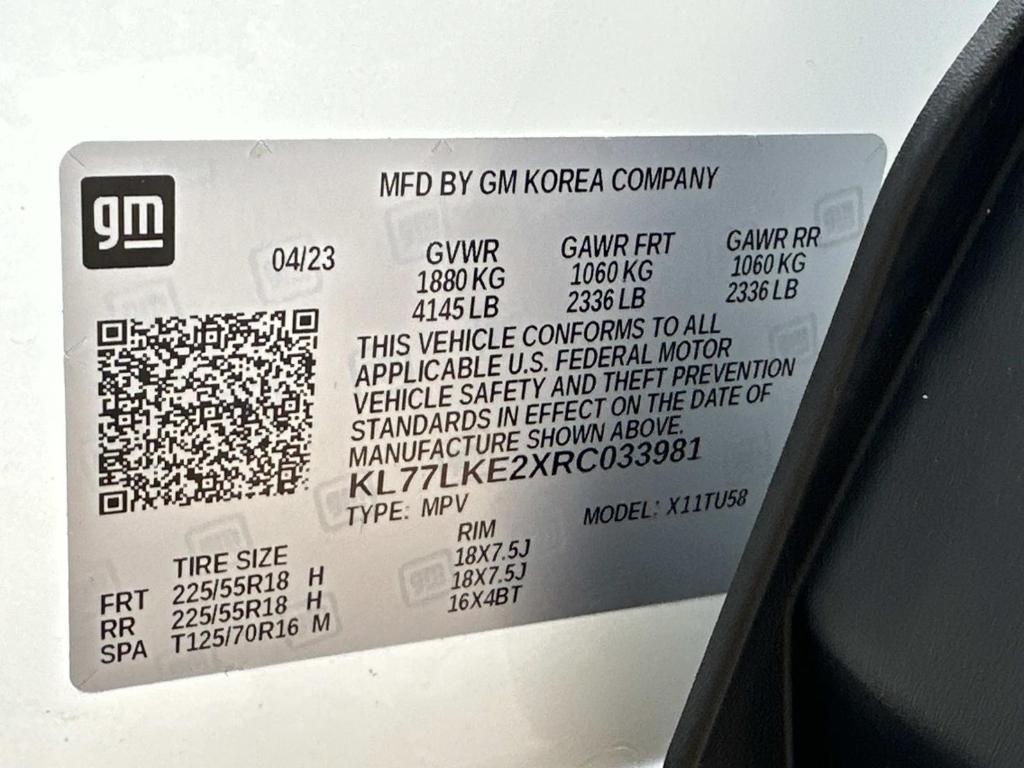 gm
MFD BY GM KOREA COMPANY
04/23
GVWR GAWR FRT GAWR RR
1880 KG 1060 KG 1060 KG
4145 LB 2336 LB 2336 LB
THIS VEHICLE CONFORMS TO ALL
APPLICABLE U.S. FEDERAL MOTOR
VEHICLE SAFETY AND THEFT PREVENTION
STANDARDS IN EFFECT ON THE DATE OF
MANUFACTURE SHOWN ABOVE.
KL77LKE2XRC033981
TYPE: MPV MODEL: X11TU58
TIRE SIZE RIM
FRT 225/55R18 H 18X7.5J
RR 225/55R18 H 18X7.5J
SPA T125/70R16 M 16X4BT